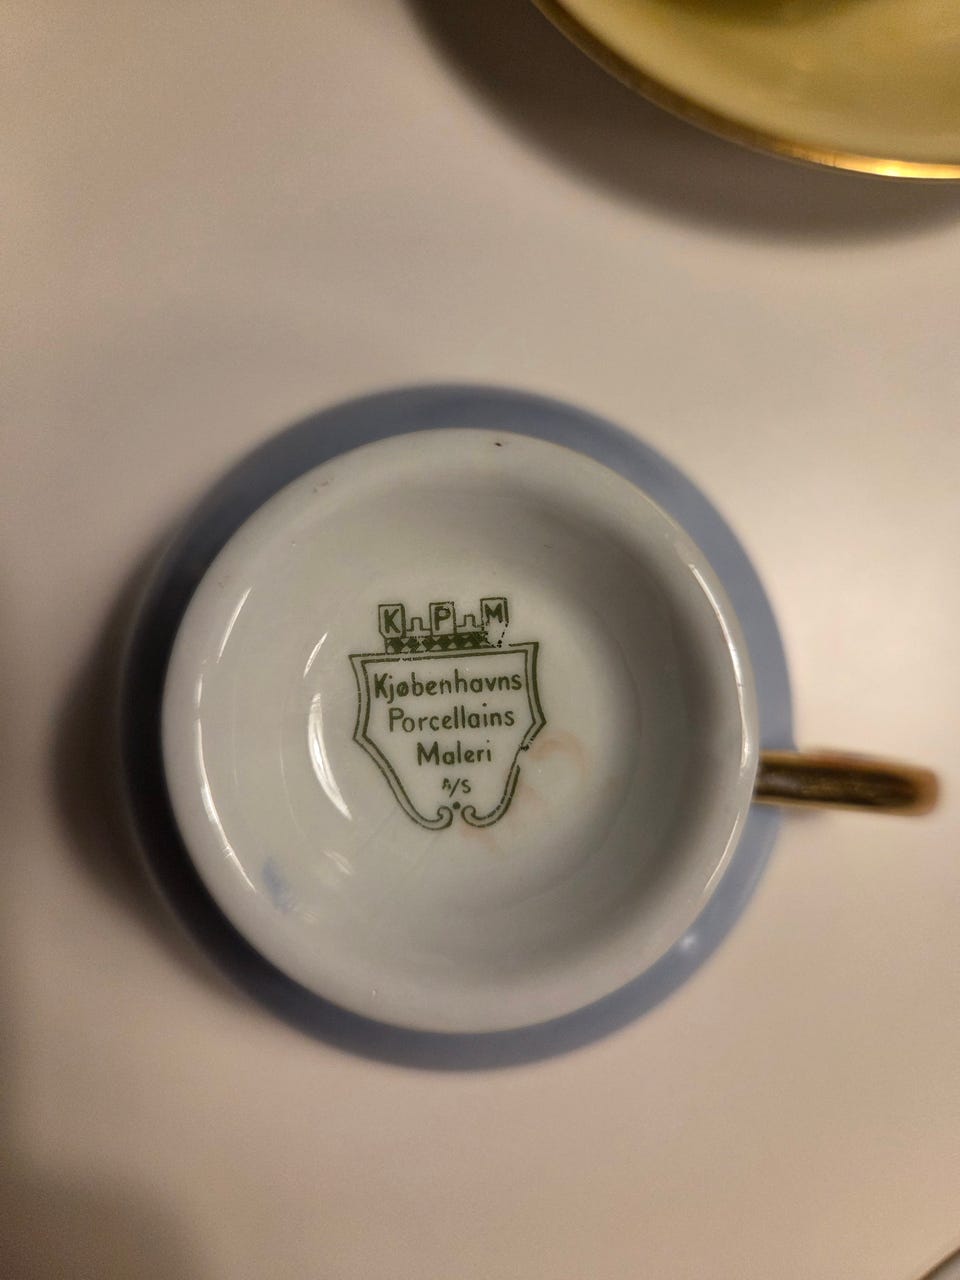 K P M
Kjøbenhavns
Porcellains
Maleri
A/S